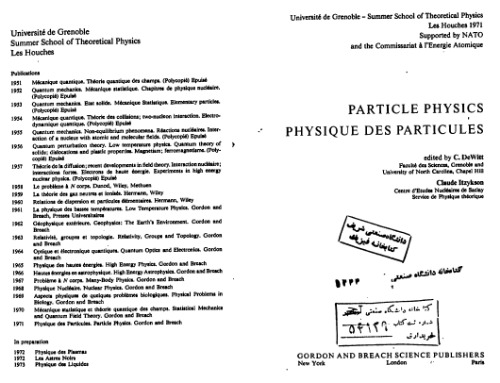 Université de Grenoble
Summer School of Theoretical Physics
Les Houches
Publications
1951 Mécanique quantique. Théorie quantique des champs. (Polycopié) Epuisé
1952 Quantum mechanics. Mécanique statistique. Chapitres de physique nucléaire.
(Polycopié) Epuisé
1953 Quantum mechanics. Etat solide. Mécanique Statistique. Elementary particles.
(Polycopié) Epuisé
1954 Mécanique quantique. Théorie des collisions; two-nucleon interaction. Electro-
dynamique quantique. (Polycopié) Epuisé
1955 Quantum mechanics. Non-equilibrium phenomena. Réactions nucléaires. Inter-
action of a nucleus with atomic and molecular fields. (Polycopié) Epuisé
1956 Quantum perturbation theory. Low temperature physics. Quantum theory of
solids; dislocations and plastic properties. Magnetism; ferromagnetisme. (Poly-
copié) Epuisé
1957 Théorie de la diffusion; recent developments in field theory. Interaction nucléaire;
interactions fortes. Electrons de haute énergie. Experiments in high energy
nuclear physics. (Polycopié) Epuisé
1958 Le problème à N corps. Dunod, Wiley, Methuen
1959 La théorie des gaz neutres et ionisés. Hermann, Wiley
1960 Relations de dispersion et particules élémentaires. Hermann, Wiley
1961 La physique des basses températures. Low Temperature Physics. Gordon and
Breach, Presses Universitaires
1962 Géophysique extérieure. Geophysics: The Earth's Environment. Gordon and
Breach
1963 Relativité, groupes et topologie. Relativity, Groups and Topology. Gordon
and Breach
1964 Optique et électronique quantiques. Quantum Optics and Electronics. Gordon
and Breach
1965 Physique des hautes énergies. High Energy Physics. Gordon and Breach
1966 Hautes énergies en astrophysique. High Energy Astrophysics. Gordon and Breach
1967 Problème à N corps. Many-Body Physics. Gordon and Breach
1968 Physique Nucléaire. Nuclear Physics. Gordon and Breach
1969 Aspects physiques de quelques problèmes biologiques. Physical Problems in
Biology. Gordon and Breach
1970 Mécanique statistique et théorie quantique des champs. Statistical Mechanics
and Quantum Field Theory. Gordon and Breach
1971 Physique des Particules. Particle Physics. Gordon and Breach
In preparation
1972 Physique des Plasmas
1972 Les Astres Noirs
1973 Physique des Liquides
Université de Grenoble – Summer School of Theoretical Physics
Les Houches 1971
Supported by NATO
and the Commissariat à l'Energie Atomique
PARTICLE PHYSICS
PHYSIQUE DES PARTICULES
edited by C. DeWitt
Faculté des Sciences, Grenoble and
University of North Carolina, Chapel Hill
Claude Itzykson
Centre d'Etudes Nucléaires de Saclay
Service de Physique théorique
دانشگاه صنعتی شریف
کتابخانه فیزیک
کتابخانه دانشگاه صنعتی
کتابخانه دانشگاه صنعتی
شماره ثبت کتاب
GORDON AND BREACH SCIENCE PUBLISHERS
New York London Paris